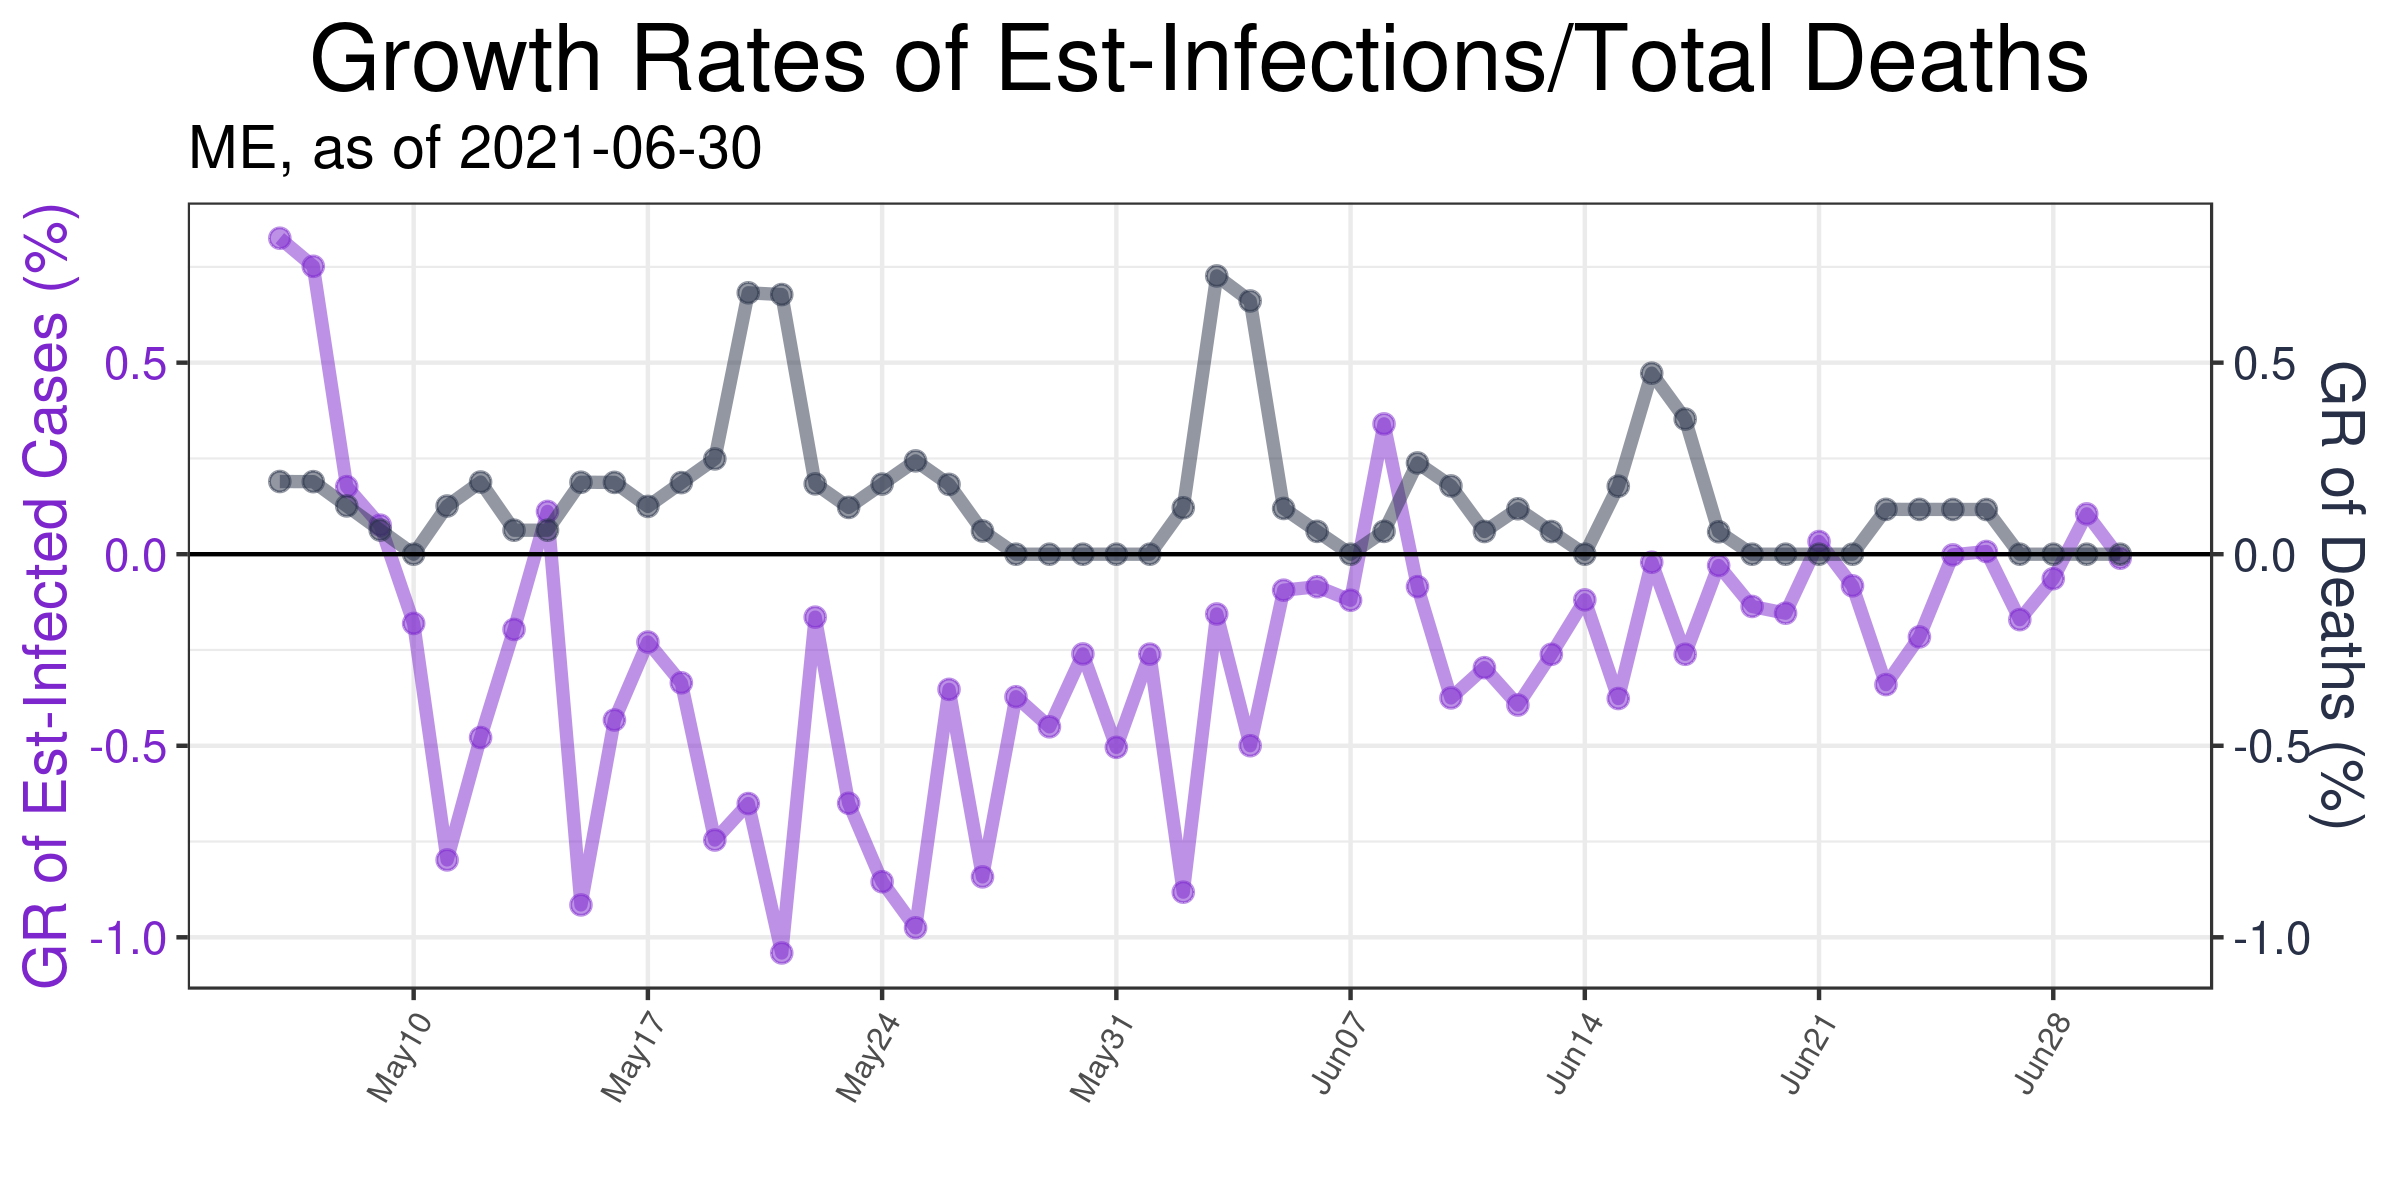 Growth Rates of Est-Infections/Total Deaths
ME, as of 2021-06-30
GR of Est-Infected Cases (%)
0.5
0.0
-0.5
-1.0
0.5
0.0
-0.5
-1.0
GR of Deaths (%)
May10
May17
May24
May31
Jun07
Jun14
Jun21
Jun28